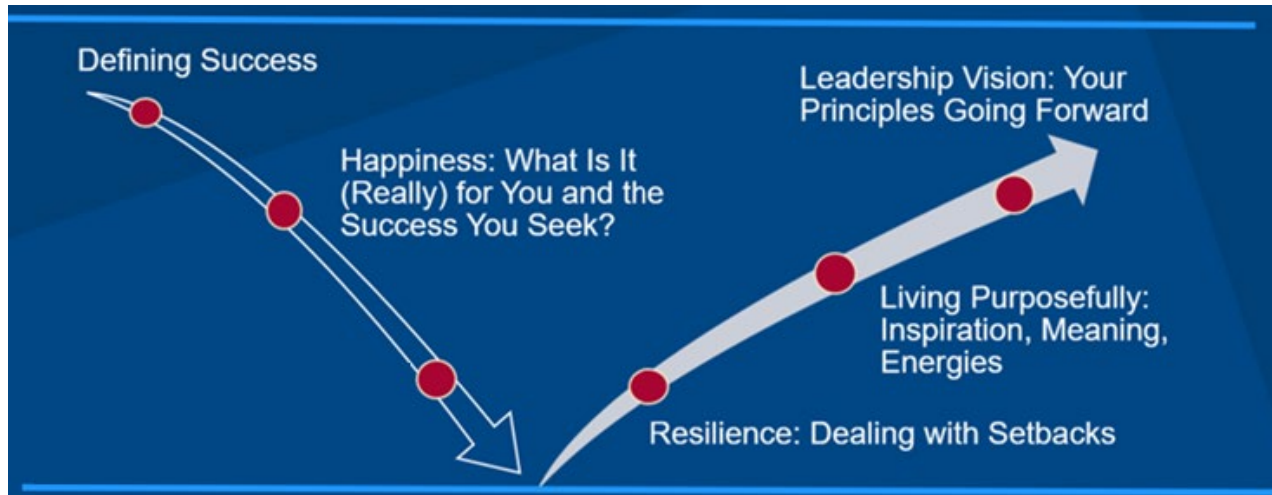 Defining Success
Happiness: What Is It
(Really) for You and the
Success You Seek?
Leadership Vision: Your
Principles Going Forward
Living Purposefully:
Inspiration, Meaning,
Energies
Resilience: Dealing with Setbacks